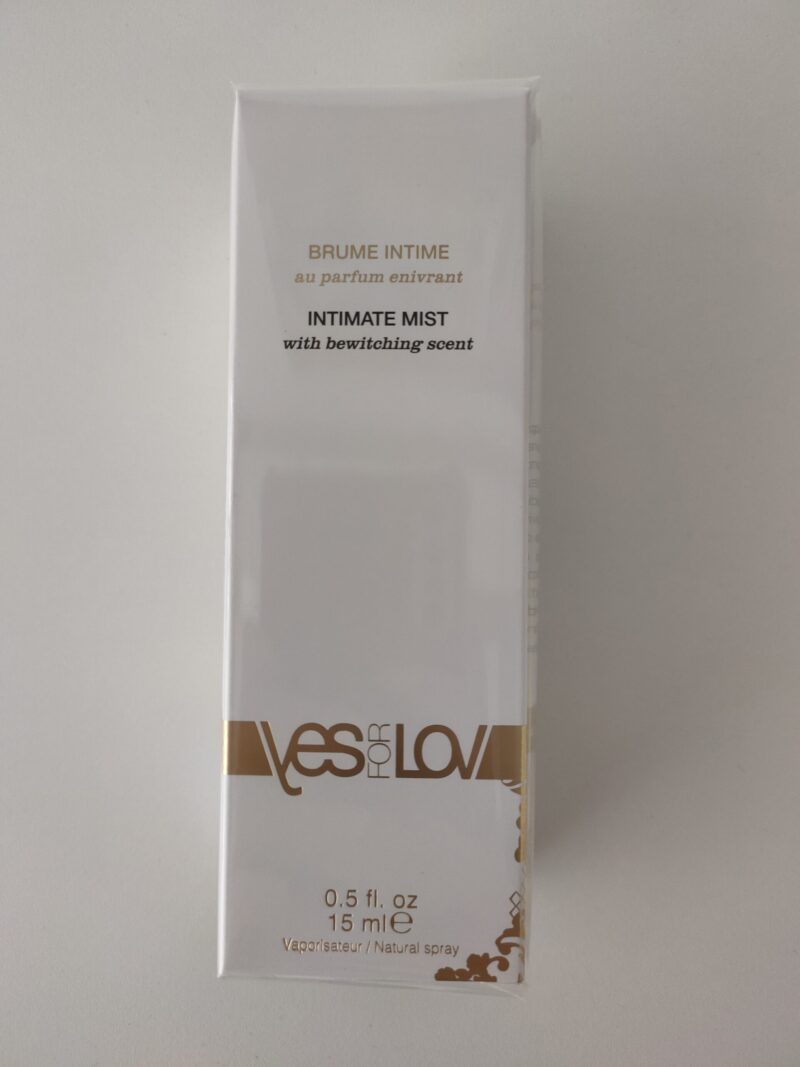 BRUME INTIME
au parfum enivrant
INTIMATE MIST
with bewitching scent
YES FOR LOV
0.5 fl. oz
15 ml ℮
Vaporisateur / Natural spray